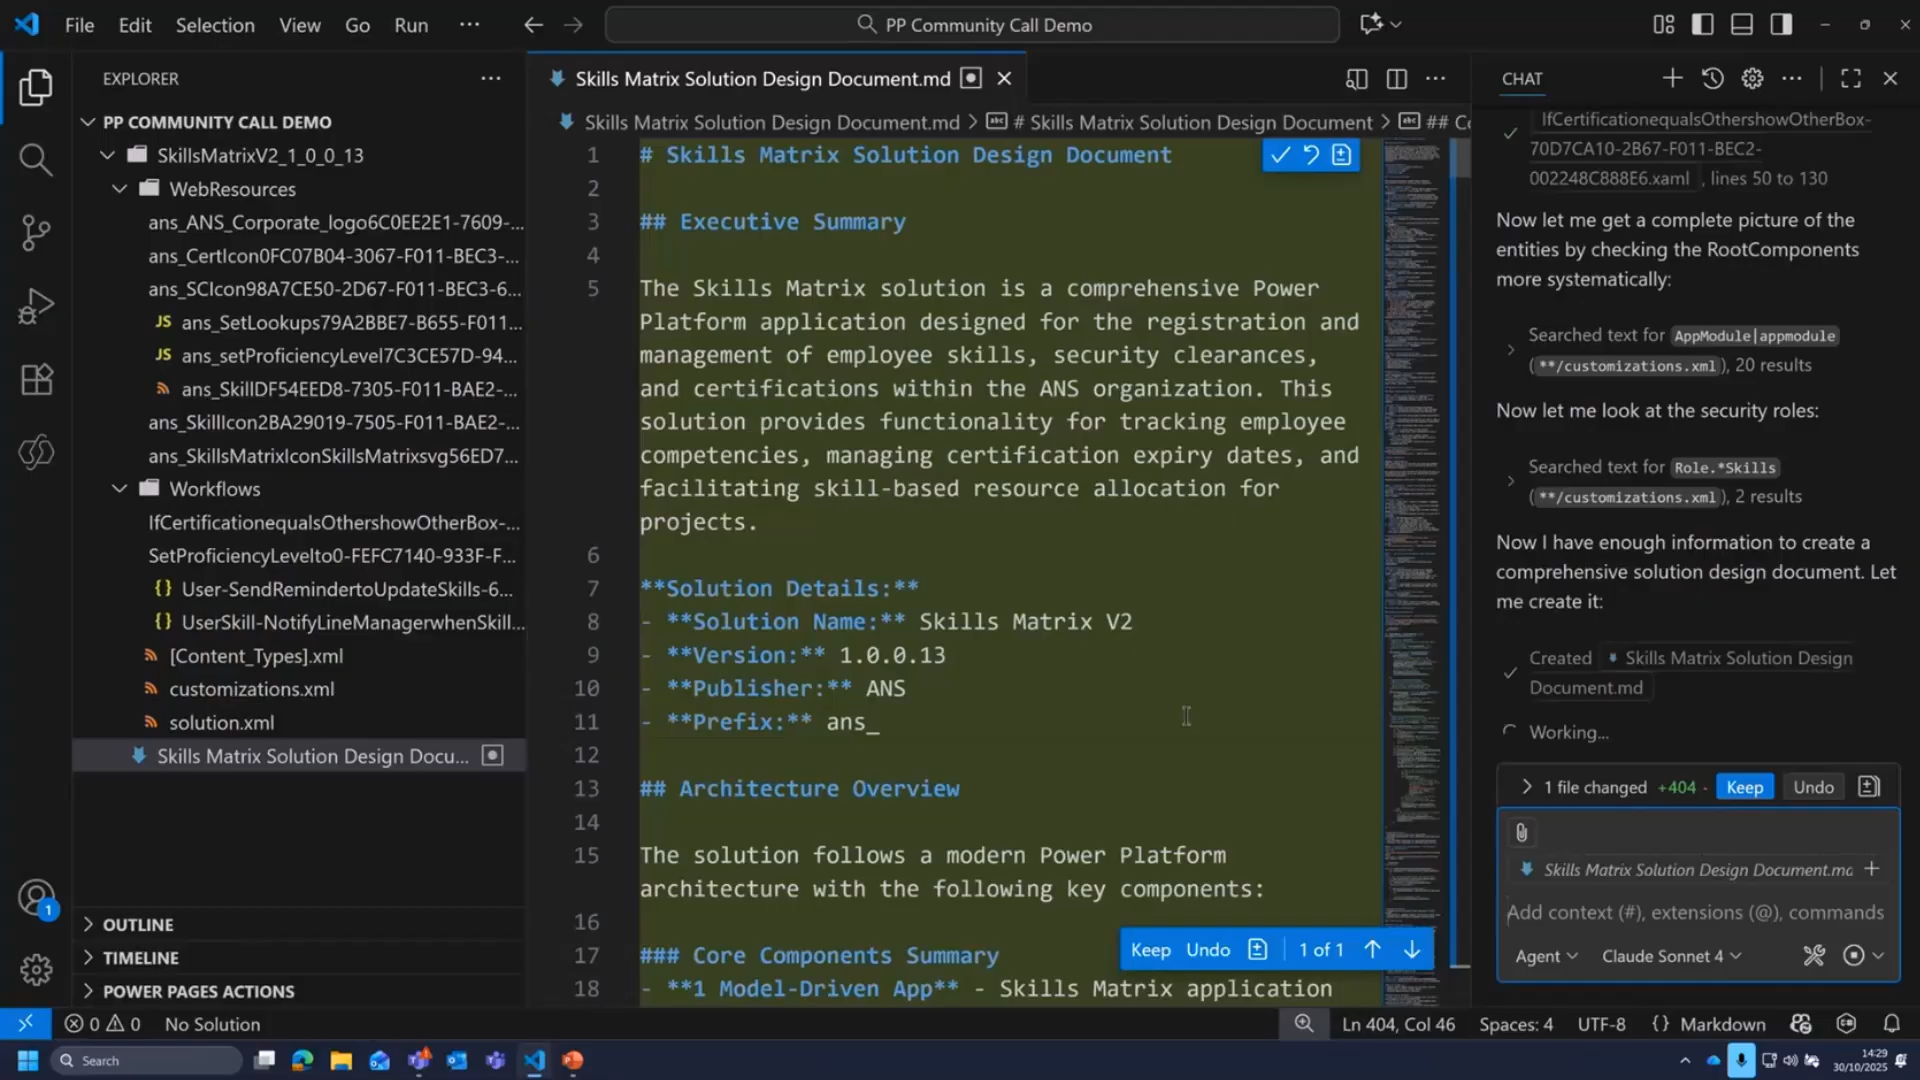 File Edit Selection View Go Run ··· PP Community Call Demo
EXPLORER
PP COMMUNITY CALL DEMO
SkillsMatrixV2_1_0_0_13
WebResources
ans_ANS_Corporate_logo6C0EE2E1-7609-...
ans_CertIcon0FC07B04-3067-F011-BEC3-...
ans_SCIcon98A7CE50-2D67-F011-BEC3-6...
JS ans_SetLookups79A2BBE7-B655-F011...
JS ans_setProficiencyLevel7C3CE57D-94...
ans_SkillDF54EED8-7305-F011-BAE2-...
ans_SkillIcon2BA29019-7505-F011-BAE2-...
ans_SkillsMatrixIconSkillsMatrixsvg56ED7...
Workflows
IfCertificationequalsOthershowOtherBox-...
SetProficiencyLevelto0-FEFC7140-933F-F...
{} User-SendRemindertoUpdateSkills-6...
{} UserSkill-NotifyLineManagerwhenSkill...
[Content_Types].xml
customizations.xml
solution.xml
Skills Matrix Solution Design Docu...
OUTLINE
TIMELINE
POWER PAGES ACTIONS
Skills Matrix Solution Design Document.md
Skills Matrix Solution Design Document.md > # Skills Matrix Solution Design Document > ## Co
1 # Skills Matrix Solution Design Document
2
3 ## Executive Summary
4
5 The Skills Matrix solution is a comprehensive Power
Platform application designed for the registration and
management of employee skills, security clearances,
and certifications within the ANS organization. This
solution provides functionality for tracking employee
competencies, managing certification expiry dates, and
facilitating skill-based resource allocation for
projects.
6
7 **Solution Details:**
8 - **Solution Name:** Skills Matrix V2
9 - **Version:** 1.0.0.13
10 - **Publisher:** ANS
11 - **Prefix:** ans_
12
13 ## Architecture Overview
14
15 The solution follows a modern Power Platform
architecture with the following key components:
16
17 ### Core Components Summary
18 - **1 Model-Driven App** - Skills Matrix application
Keep Undo 1 of 1
CHAT
IfCertificationequalsOthershowOtherBox-
70D7CA10-2B67-F011-BEC2-
002248C888E6.xaml , lines 50 to 130
Now let me get a complete picture of the
entities by checking the RootComponents
more systematically:
Searched text for AppModule|appmodule
(**/customizations.xml), 20 results
Now let me look at the security roles:
Searched text for Role.*Skills
(**/customizations.xml), 2 results
Now I have enough information to create a
comprehensive solution design document. Let
me create it:
Created Skills Matrix Solution Design
Document.md
Working...
1 file changed +404 - Keep Undo
Skills Matrix Solution Design Document.md
Add context (#), extensions (@), commands
Agent Claude Sonnet 4
1
0 0 No Solution Ln 404, Col 46 Spaces: 4 UTF-8 {} Markdown
Search
14:29
30/10/2025